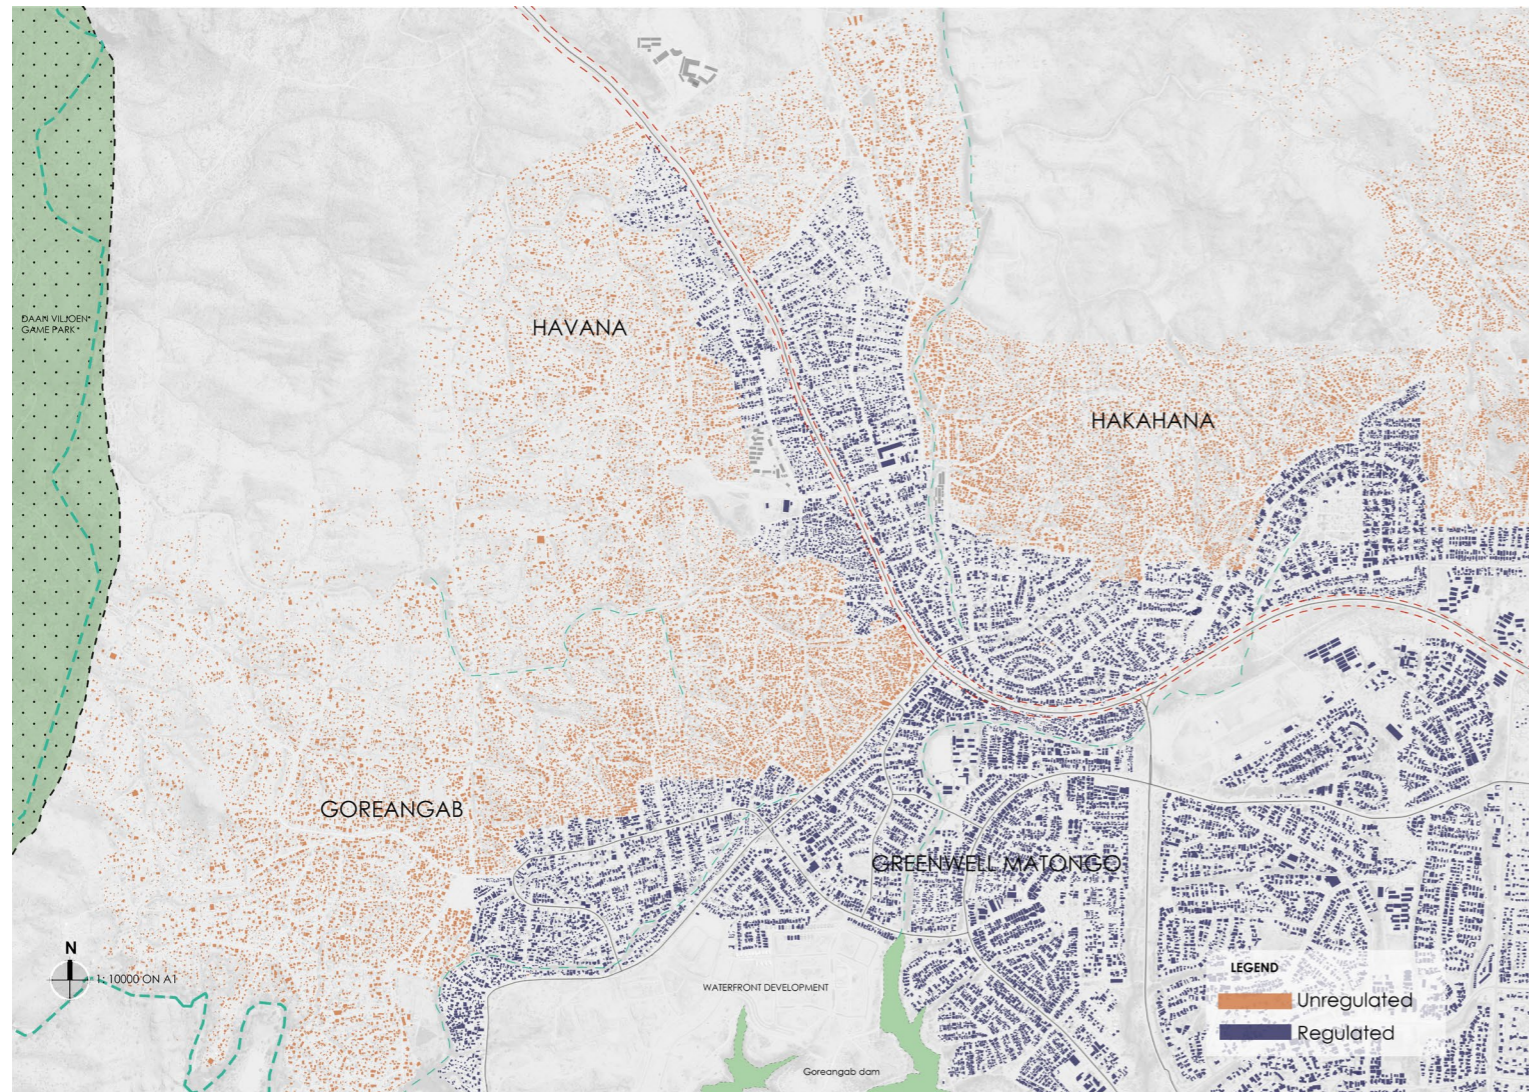 DAAN VILJOEN
GAME PARK
HAVANA
HAKAHANA
GOREANGAB
GREENWELL MATONGO
N
1: 10000 ON A1
WATERFRONT DEVELOPMENT
Goreangab dam
LEGEND
Unregulated
Regulated